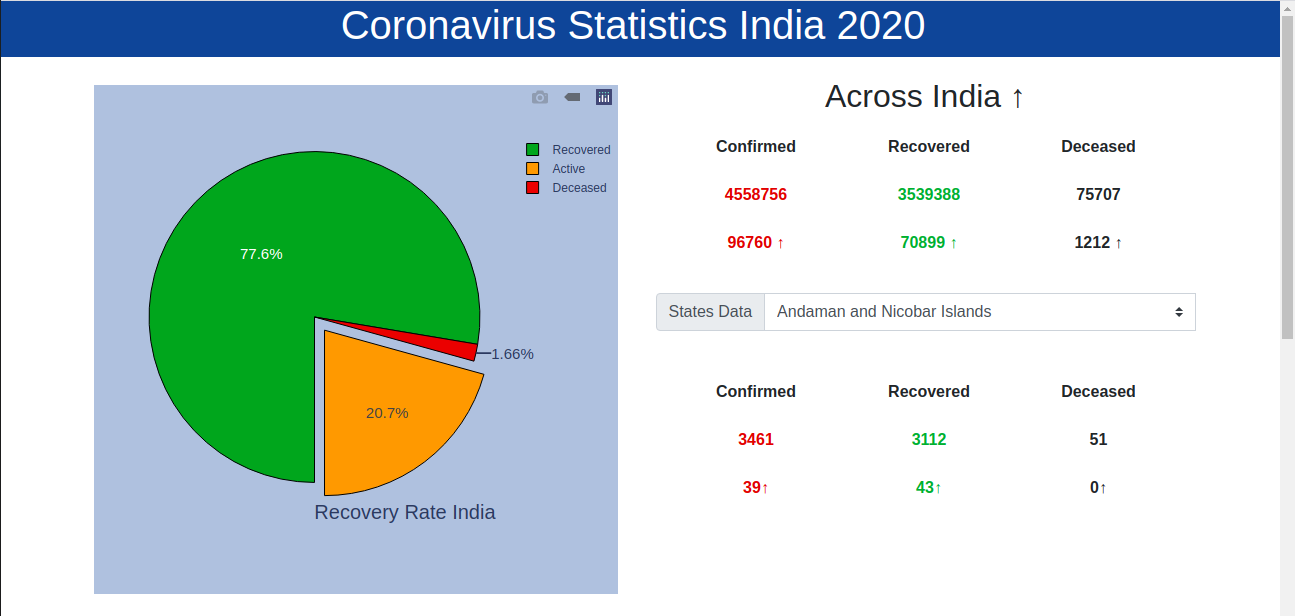 Coronavirus Statistics India 2020
Recovered
Active
Deceased
77.6%
1.66%
20.7%
Recovery Rate India
Across India ↑
Confirmed Recovered Deceased
4558756 3539388 75707
96760 ↑ 70899 ↑ 1212 ↑
States Data Andaman and Nicobar Islands
Confirmed Recovered Deceased
3461 3112 51
39↑ 43↑ 0↑